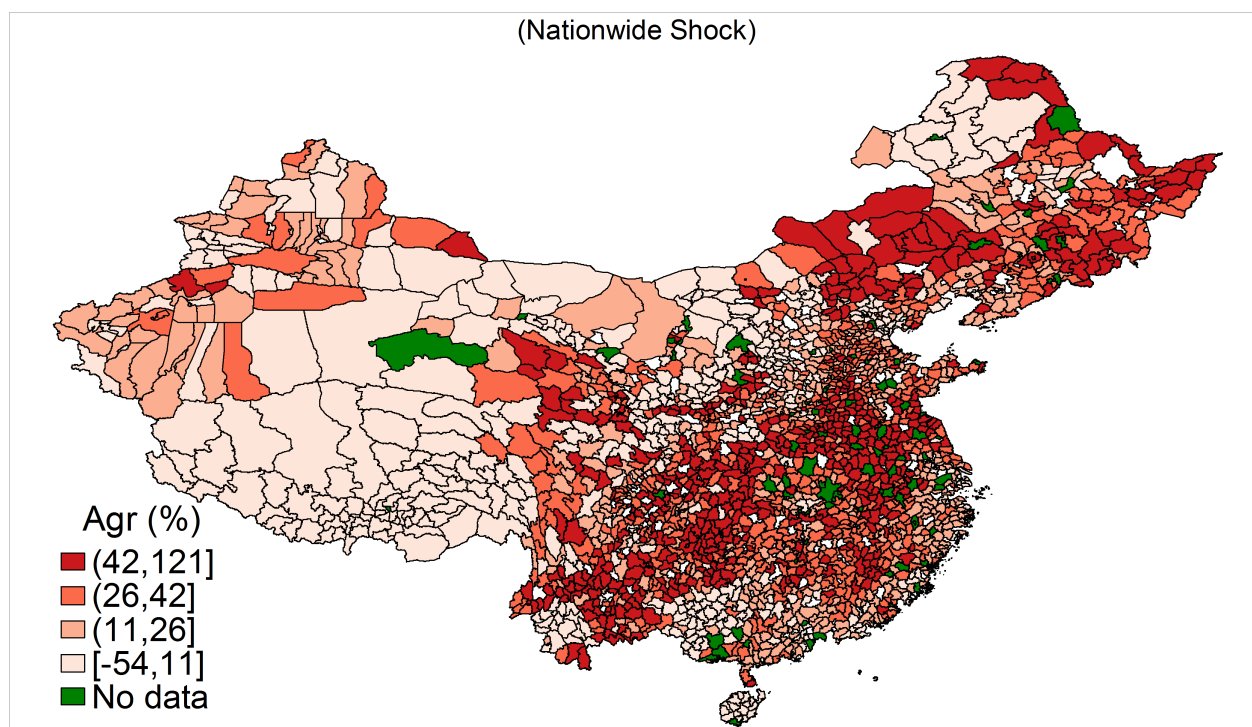 (Nationwide Shock)
Agr (%)
(42,121]
(26,42]
(11,26]
[-54,11]
No data